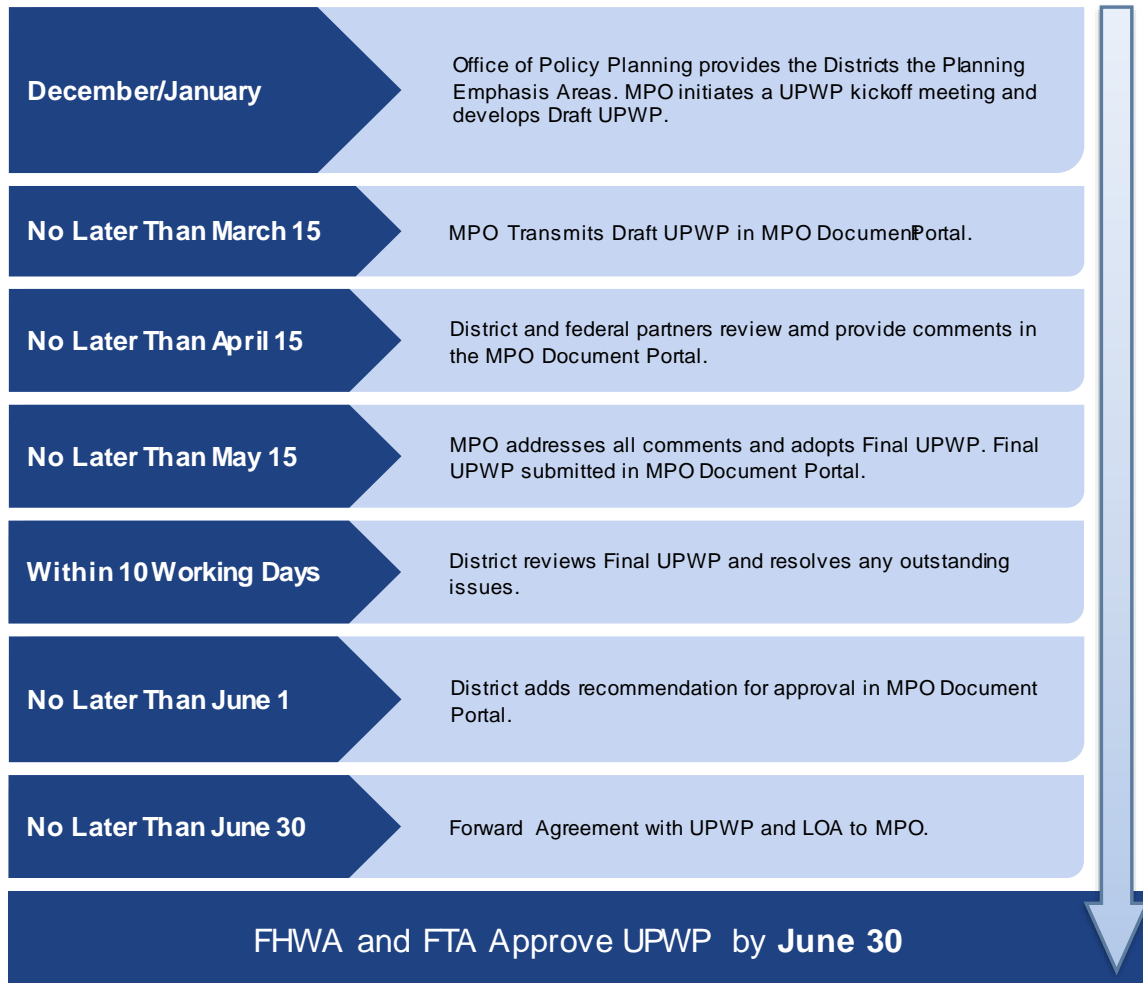 December/January
Office of Policy Planning provides the Districts the Planning
Emphasis Areas. MPO initiates a UPWP kickoff meeting and
develops Draft UPWP.
No Later Than March 15
MPO Transmits Draft UPWP in MPO Document Portal.
No Later Than April 15
District and federal partners review amd provide comments in
the MPO Document Portal.
No Later Than May 15
MPO addresses all comments and adopts Final UPWP. Final
UPWP submitted in MPO Document Portal.
Within 10 Working Days
District reviews Final UPWP and resolves any outstanding
issues.
No Later Than June 1
District adds recommendation for approval in MPO Document
Portal.
No Later Than June 30
Forward Agreement with UPWP and LOA to MPO.
FHWA and FTA Approve UPWP by June 30